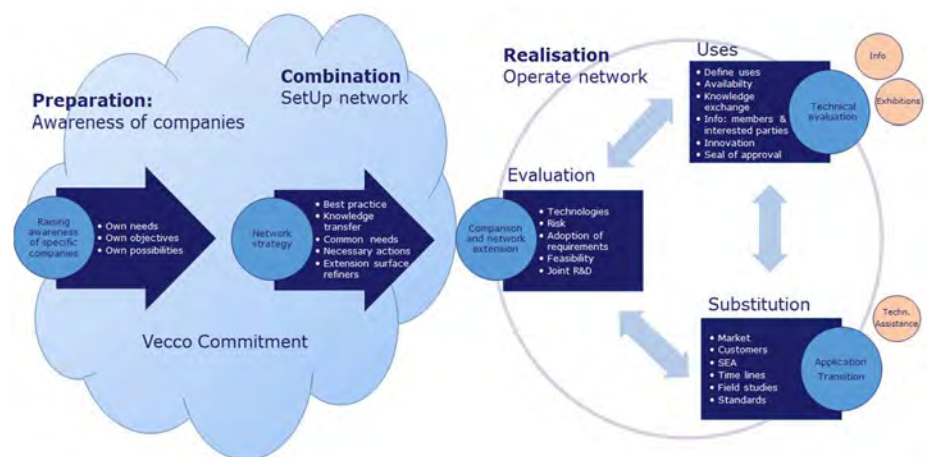 Preparation:
Awareness of companies
Raising
awareness
of specific
companies
• Own needs
• Own objectives
• Own possibilities
Combination
SetUp network
Network
strategy
• Best practice
• Knowledge
transfer
• Common needs
• Necessary actions
• Extension surface
refiners
Vecco Commitment
Realisation
Operate network
Evaluation
Comparison
and network
extension
• Technologies
• Risk
• Adoption of
requirements
• Feasibility
• Joint R&D
Uses
• Define uses
• Availabilty
• Knowledge
exchange
• Info: members &
interested parties
• Innovation
• Seal of approval
Technical
evaluation
Info
Exhibitions
Substitution
• Market
• Customers
• SEA
• Time lines
• Field studies
• Standards
Application
Transition
Techn.
Assistance